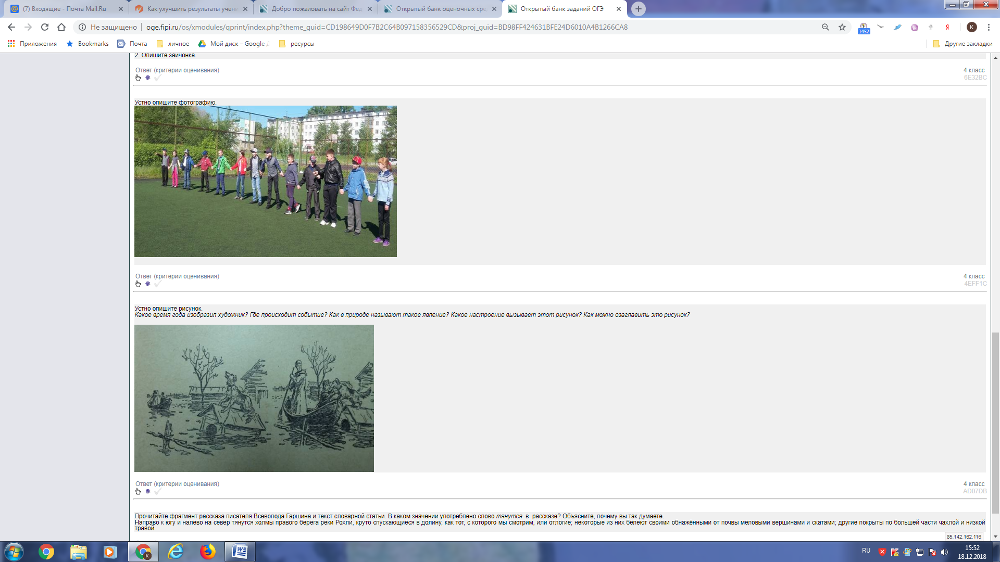 (7) Входящие - Почта Mail.Ru
Как улучшить результаты учени
Добро пожаловать на сайт Фед
Открытый банк оценочных сре
Открытый банк заданий ОГЭ
Не защищено
oge.fipi.ru/os/xmodules/qprint/index.php?theme_guid=CD198649D0F7B2C64B097158356529CD&proj_guid=BD98FF424631BFE24D6010A4B1266CA8
1452
Я
K
Приложения
Bookmarks
Почта
личное
Мой диск – Google
ресурсы
Другие закладки
2. Опишите зайчонка.
Ответ (критерии оценивания)
4 класс
6E32BC
Устно опишите фотографию.
Ответ (критерии оценивания)
4 класс
4EFF1C
Устно опишите рисунок.
Какое время года изобразил художник? Где происходит событие? Как в природе называют такое явление? Какое настроение вызывает этот рисунок? Как можно озаглавить это рисунок?
Ответ (критерии оценивания)
4 класс
AD07DB
Прочитайте фрагмент рассказа писателя Всеволода Гаршина и текст словарной статьи. В каком значении употреблено слово тянутся в рассказе? Объясните, почему вы так думаете.
Направо к югу и налево на север тянутся холмы правого берега реки Рохли, круто спускающиеся в долину, как тот, с которого мы смотрим, или отлогие; некоторые из них белеют своими обнажёнными от почвы меловыми вершинами и скатами; другие покрыты по большей части чахлой и низкой
травой.
85.142.162.116
RU
15:52
18.12.2018